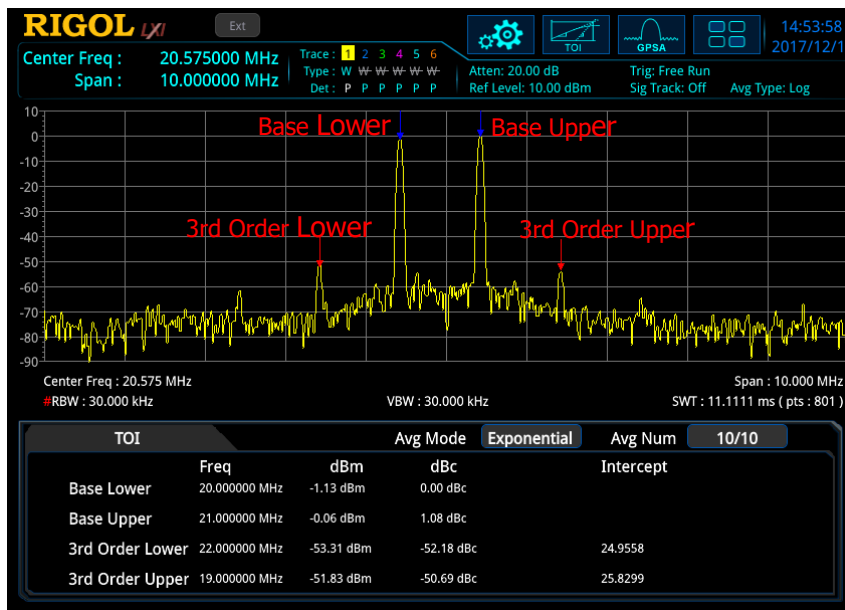 RIGOL LXI Ext TOI GPSA 14:53:58
2017/12/1
Center Freq : 20.575000 MHz
Span : 10.000000 MHz
Trace : 1 2 3 4 5 6
Type : W W W W W W
Det : P P P P P P
Atten: 20.00 dB Trig: Free Run
Ref Level: 10.00 dBm Sig Track: Off Avg Type: Log
10
0
-10
-20
-30
-40
-50
-60
-70
-80
-90
Base Lower Base Upper
3rd Order Lower 3rd Order Upper
Center Freq : 20.575 MHz Span : 10.000 MHz
#RBW : 30.000 kHz VBW : 30.000 kHz SWT : 11.1111 ms ( pts : 801 )
TOI Avg Mode Exponential Avg Num 10/10
Freq dBm dBc Intercept
Base Lower 20.000000 MHz -1.13 dBm 0.00 dBc
Base Upper 21.000000 MHz -0.06 dBm 1.08 dBc
3rd Order Lower 22.000000 MHz -53.31 dBm -52.18 dBc 24.9558
3rd Order Upper 19.000000 MHz -51.83 dBm -50.69 dBc 25.8299